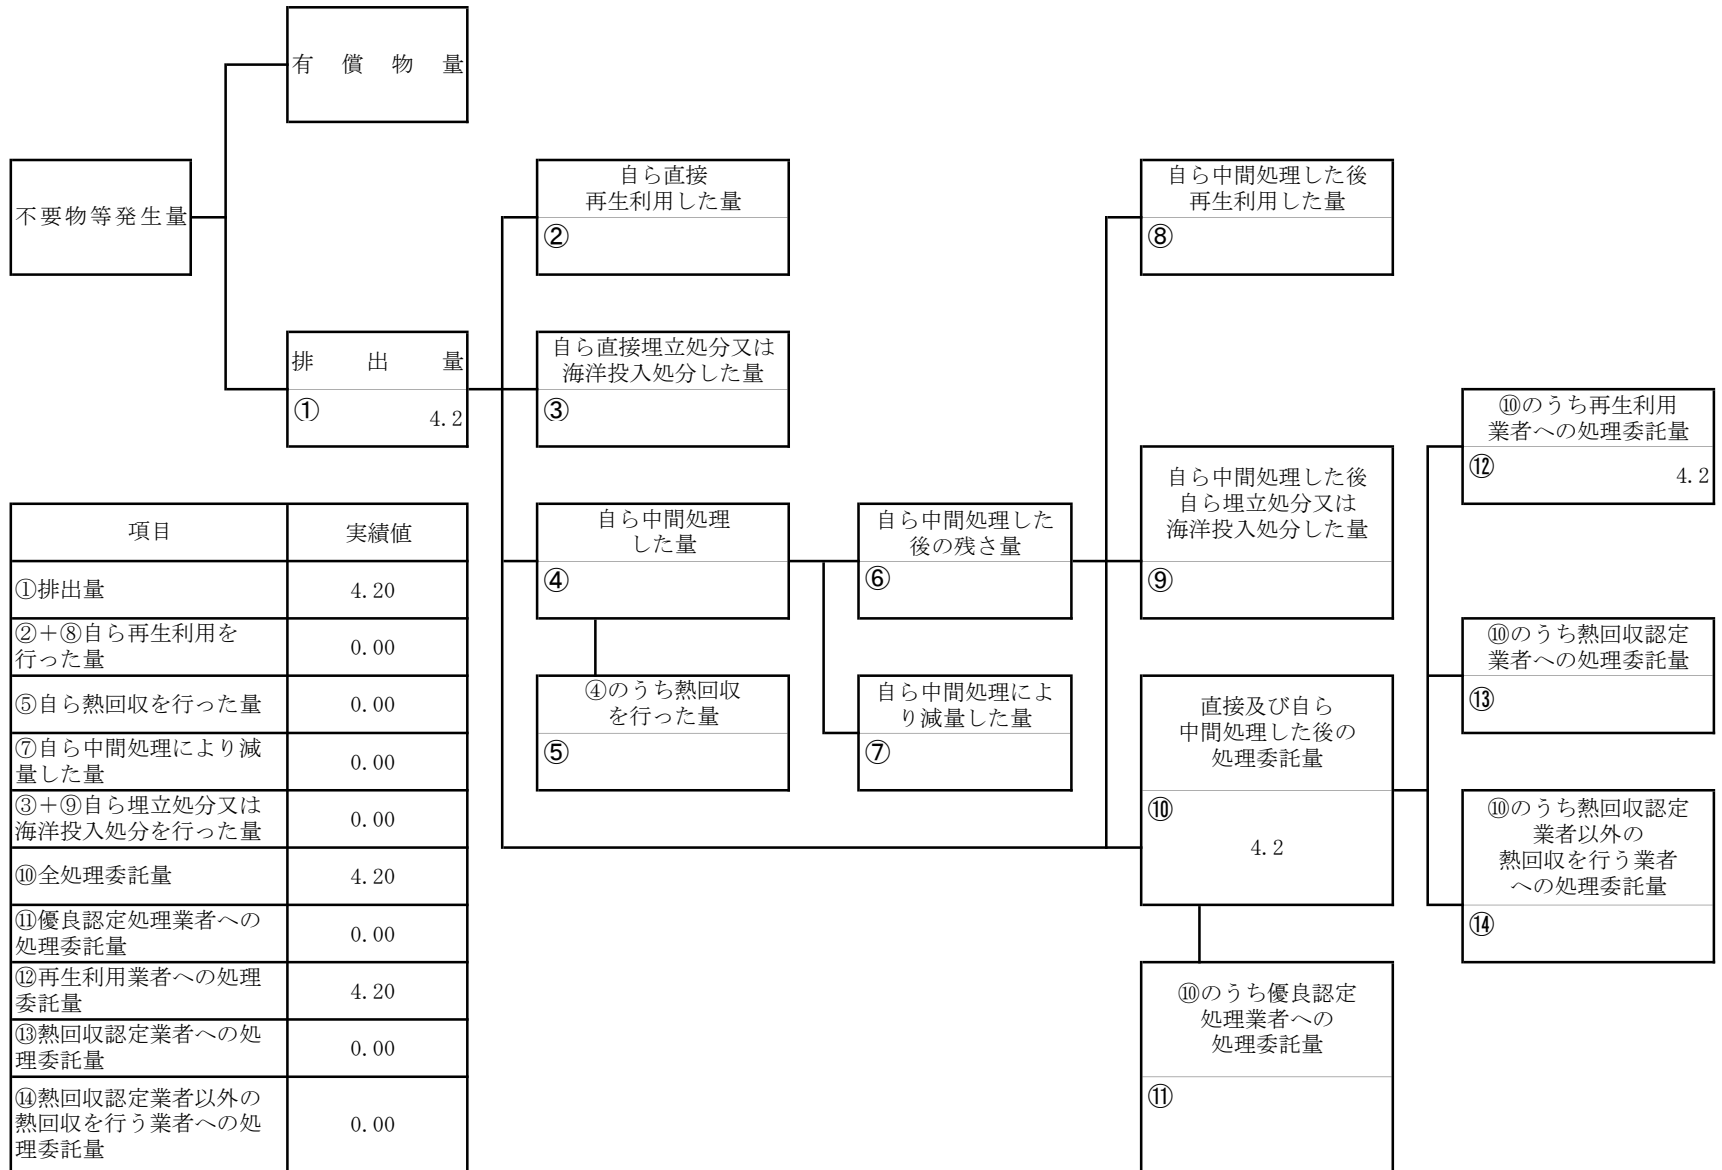 有償物量
不要物等発生量
排出量
①
4.2
自ら直接
再生利用した量
②
自ら直接埋立処分又は
海洋投入処分した量
③
自ら中間処理
した量
④
④のうち熱回収
を行った量
⑤
自ら中間処理した
後の残さ量
⑥
自ら中間処理によ
り減量した量
⑦
自ら中間処理した後
再生利用した量
⑧
自ら中間処理した後
自ら埋立処分又は
海洋投入処分した量
⑨
直接及び自ら
中間処理した後の
処理委託量
⑩
4.2
⑩のうち優良認定
処理業者への
処理委託量
⑪
⑩のうち再生利用
業者への処理委託量
⑫
4.2
⑩のうち熱回収認定
業者への処理委託量
⑬
⑩のうち熱回収認定
業者以外の
熱回収を行う業者
への処理委託量
⑭
項目
実績値
①排出量
4.20
②+⑧自ら再生利用を
行った量
0.00
⑤自ら熱回収を行った量
0.00
⑦自ら中間処理により減
量した量
0.00
③+⑨自ら埋立処分又は
海洋投入処分を行った量
0.00
⑩全処理委託量
4.20
⑪優良認定処理業者への
処理委託量
0.00
⑫再生利用業者への処理
委託量
4.20
⑬熱回収認定業者への処
理委託量
0.00
⑭熱回収認定業者以外の
熱回収を行う業者への処
理委託量
0.00